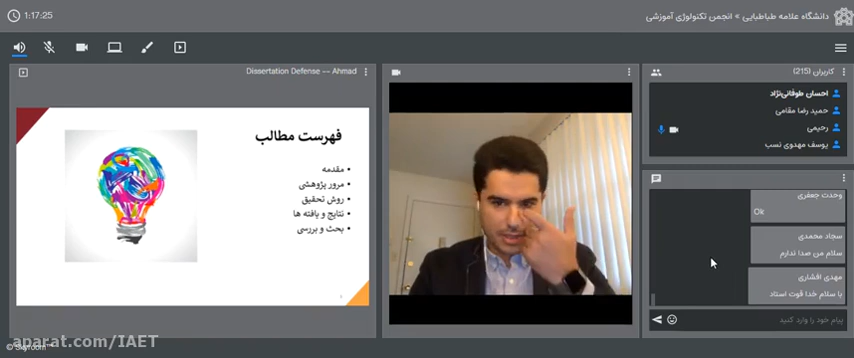 1:17:25
دانشگاه علامه طباطبایی » انجمن تکنولوژی آموزشی
Dissertation Defense -- Ahmad
فهرست مطالب
• مقدمه
• مرور پژوهشی
• روش تحقیق
• نتایج و یافته ها
• بحث و بررسی
کاربران (215)
احسان طوفانی‌نژاد
حمید رضا مقامی
رحیمی
یوسف مهدوی نسب
وحدت جعفری
Ok
سجاد محمدی
سلام من صدا ندارم
مهدی افشاری
با سلام خدا قوت استاد
پیام خود را وارد کنید
© Skyroom
aparat.com/IAET